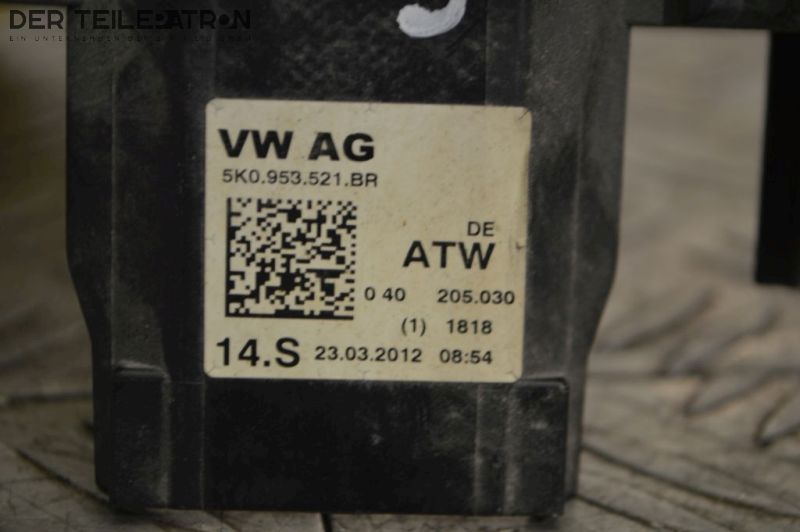 DER TEILEPATRON
VW AG
5K0.953.521.BR
DE
ATW
0 40 205.030
(1) 1818
14.S 23.03.2012 08:54